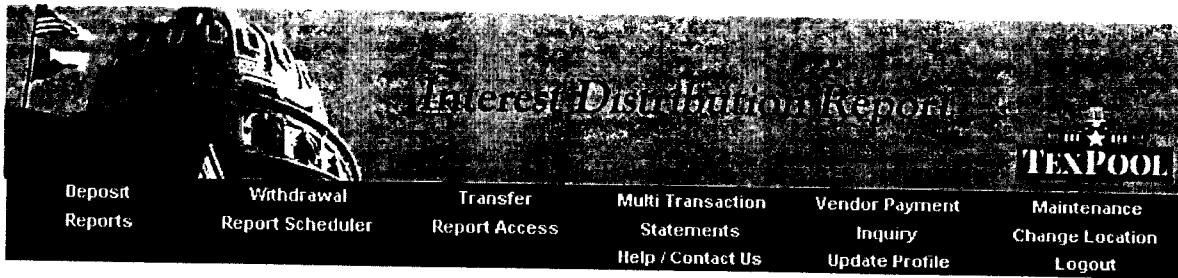 Interest Distribution Report
TEXPOOL
Deposit Withdrawal Transfer Multi Transaction Vendor Payment Maintenance
Reports Report Scheduler Report Access Statements Inquiry Change Location
Help / Contact Us Update Profile Logout